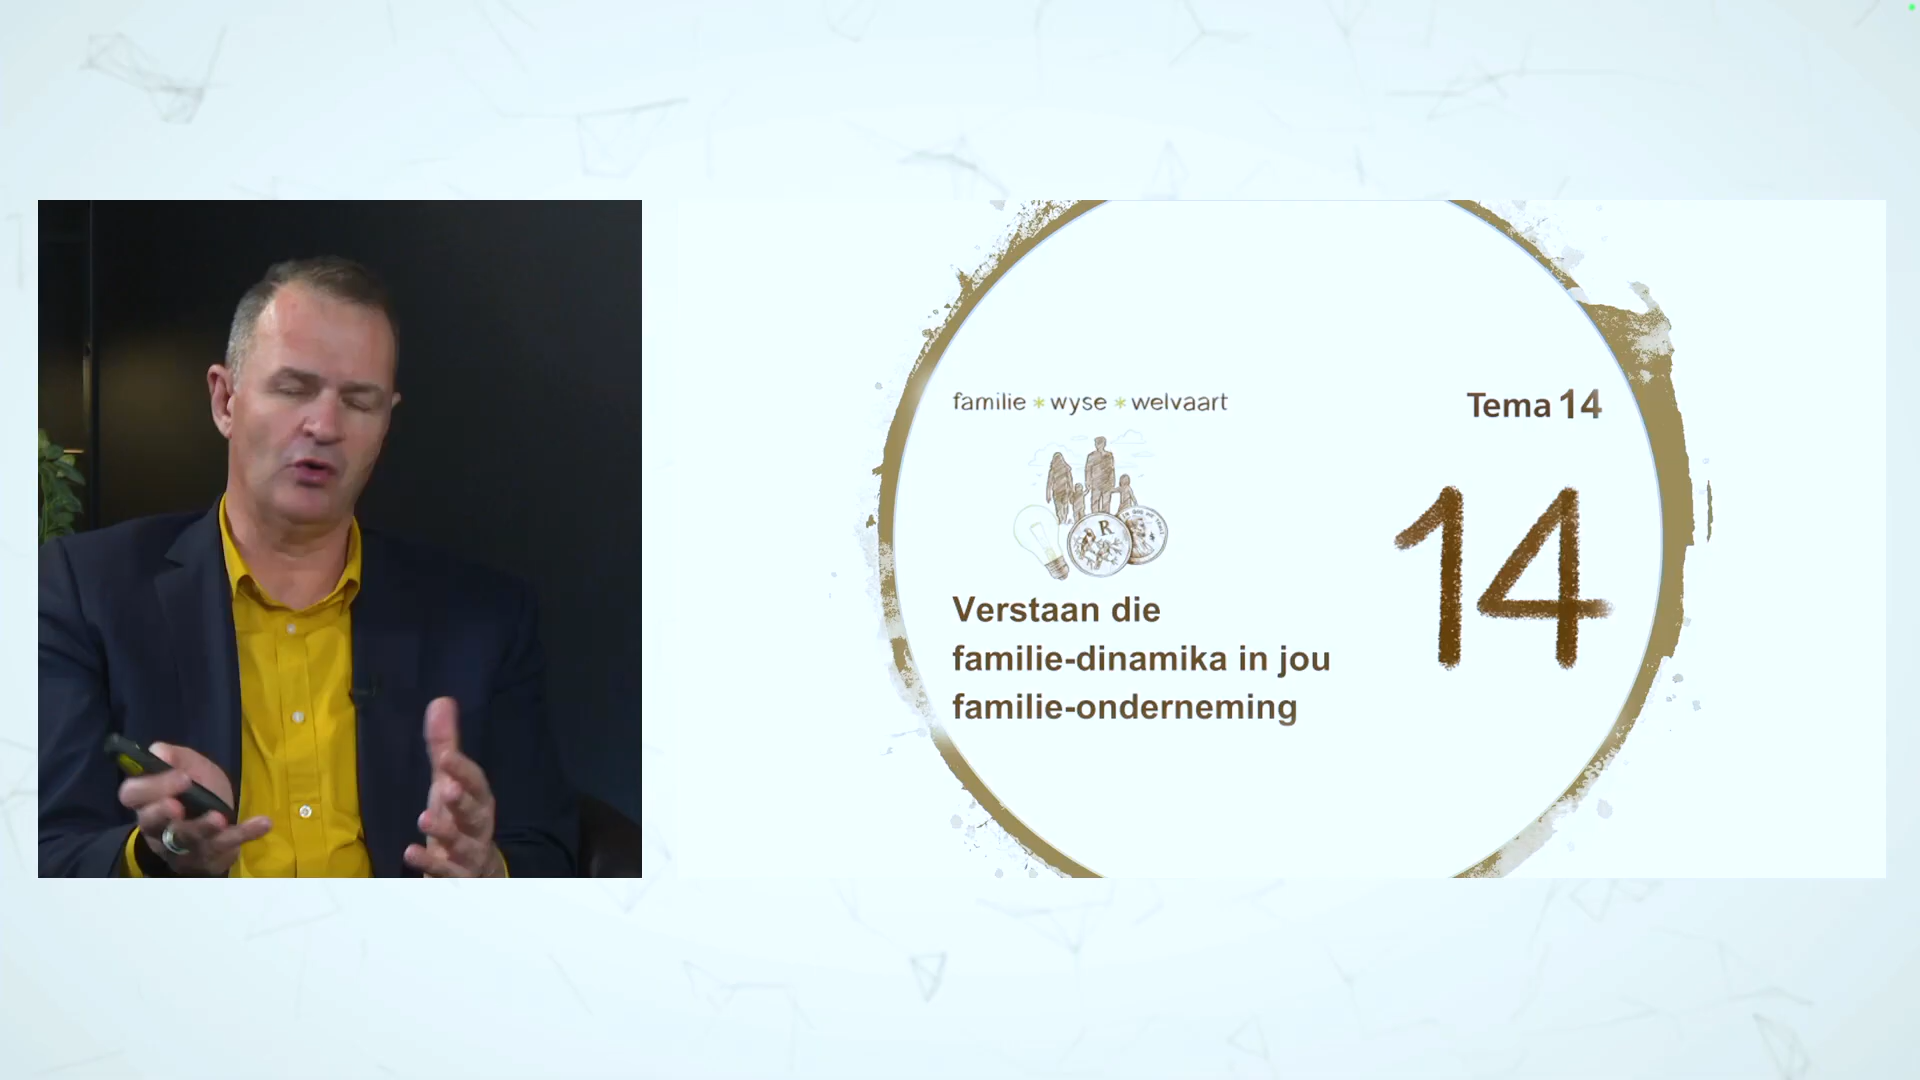 familie * wyse * welvaart
Tema 14
14
R
Verstaan die
familie-dinamika in jou
familie-onderneming